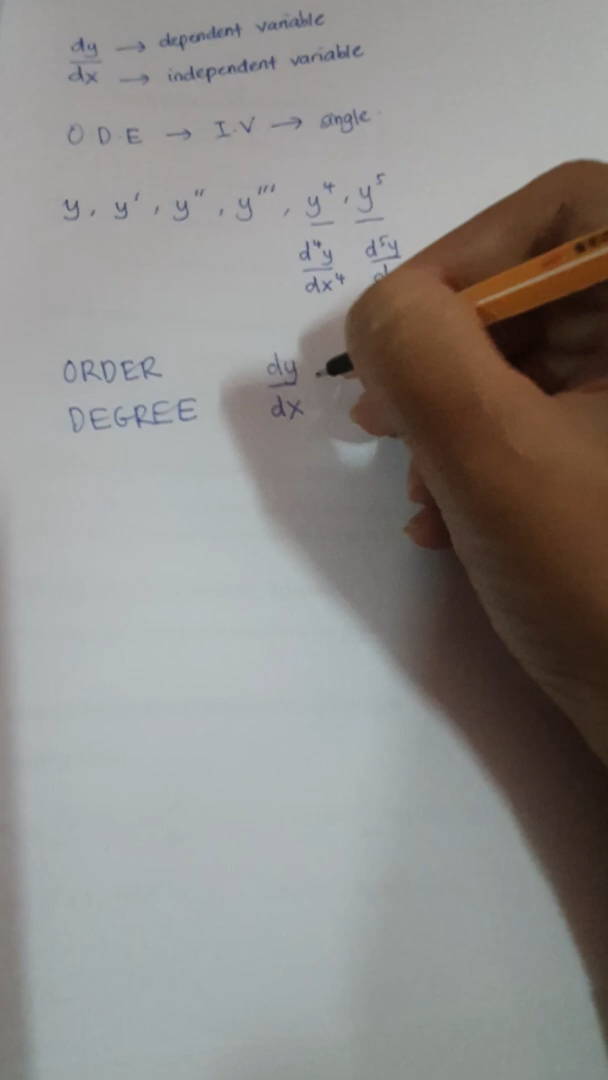 dy → dependent variable
dx → independent variable
O D.E → I.V → single.
y, y', y'', y''', y⁴, y⁵
d⁴y d⁵y
dx⁴
ORDER dy
DEGREE dx